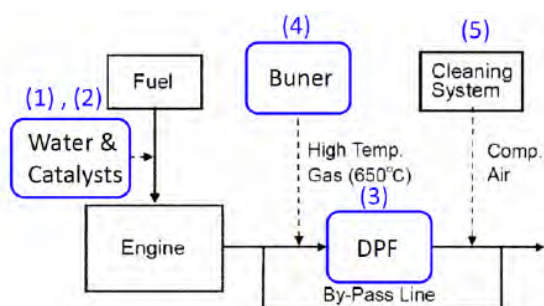 (4)
(5)
Fuel
Buner
Cleaning
System
(1) , (2)
Water &
Catalysts
High Temp.
Gas (650℃)
Comp.
Air
(3)
Engine
DPF
By-Pass Line